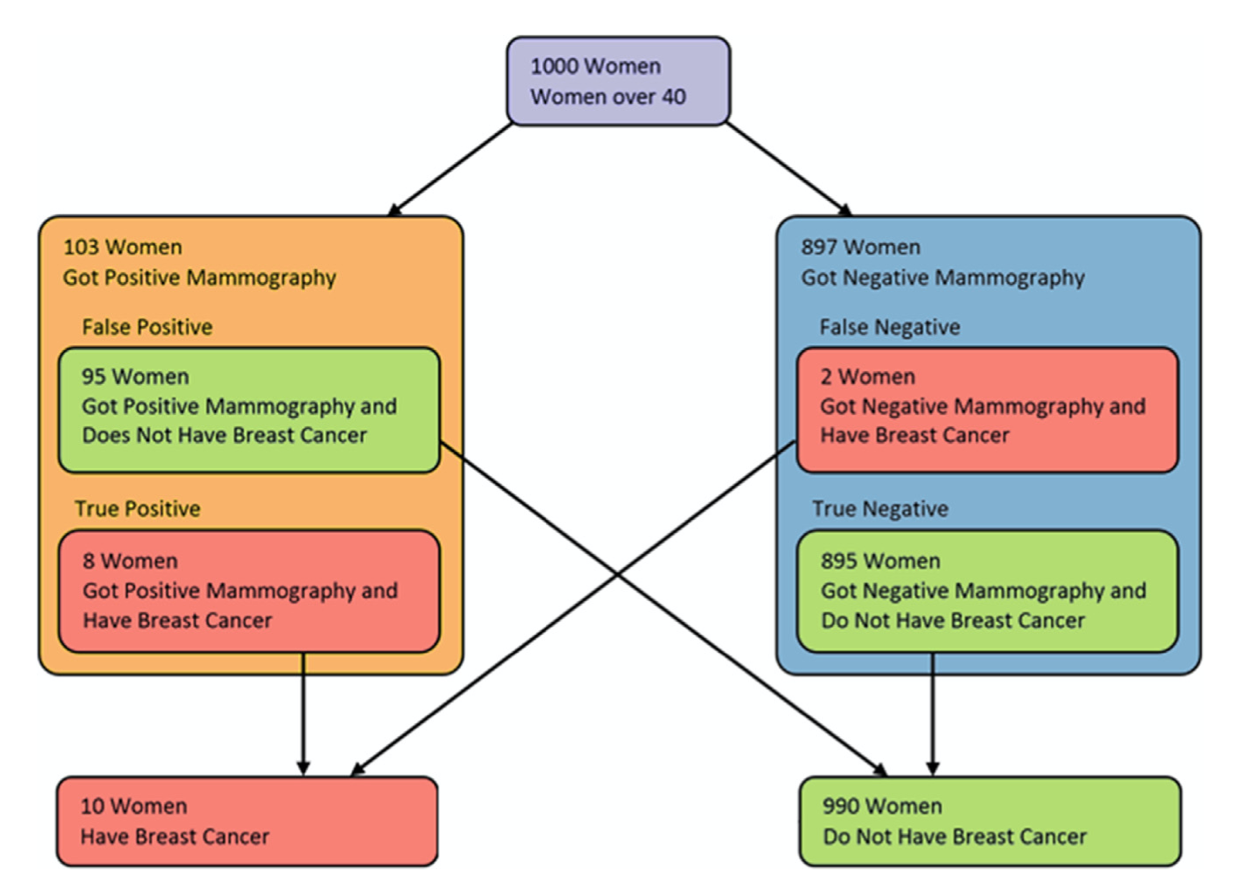 1000 Women
Women over 40
103 Women
Got Positive Mammography
False Positive
95 Women
Got Positive Mammography and
Does Not Have Breast Cancer
True Positive
8 Women
Got Positive Mammography and
Have Breast Cancer
897 Women
Got Negative Mammography
False Negative
2 Women
Got Negative Mammography and
Have Breast Cancer
True Negative
895 Women
Got Negative Mammography and
Do Not Have Breast Cancer
10 Women
Have Breast Cancer
990 Women
Do Not Have Breast Cancer